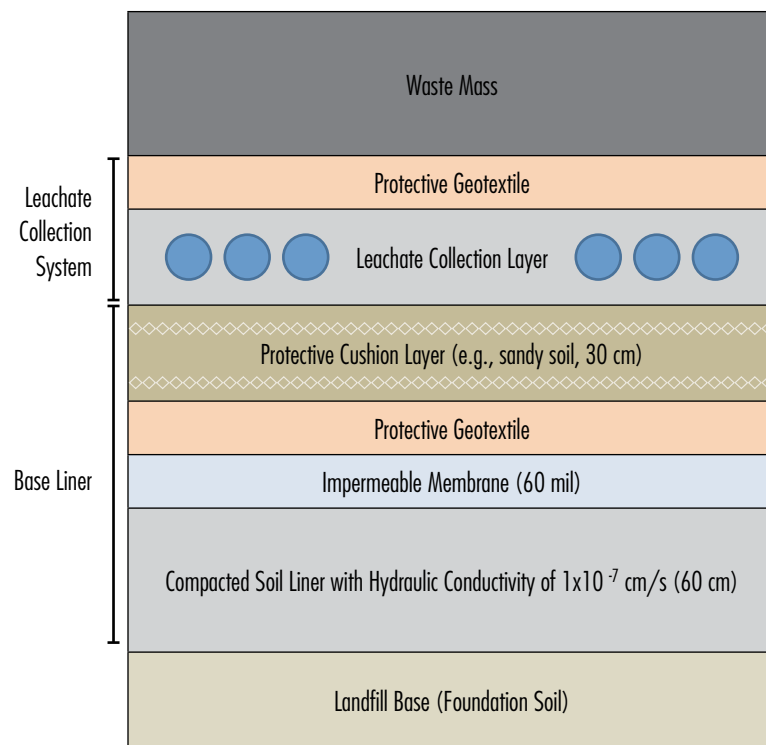 Waste Mass
Protective Geotextile
Leachate
Collection
System
Leachate Collection Layer
Protective Cushion Layer (e.g., sandy soil, 30 cm)
Protective Geotextile
Base Liner
Impermeable Membrane (60 mil)
Compacted Soil Liner with Hydraulic Conductivity of 1x10 -7 cm/s (60 cm)
Landfill Base (Foundation Soil)